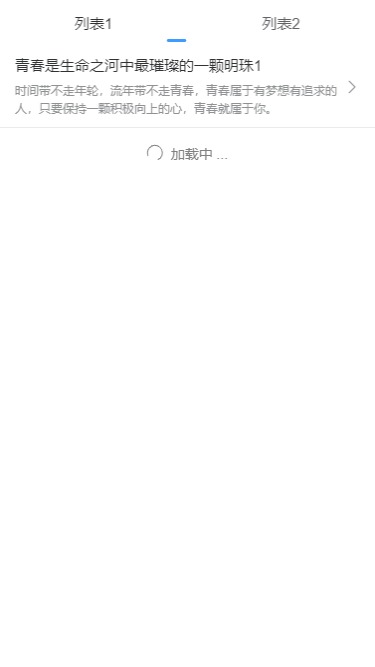 列表1 列表2
青春是生命之河中最璀璨的一颗明珠1
时间带不走年轮，流年带不走青春，青春属于有梦想有追求的
人，只要保持一颗积极向上的心，青春就属于你。
加载中 ...